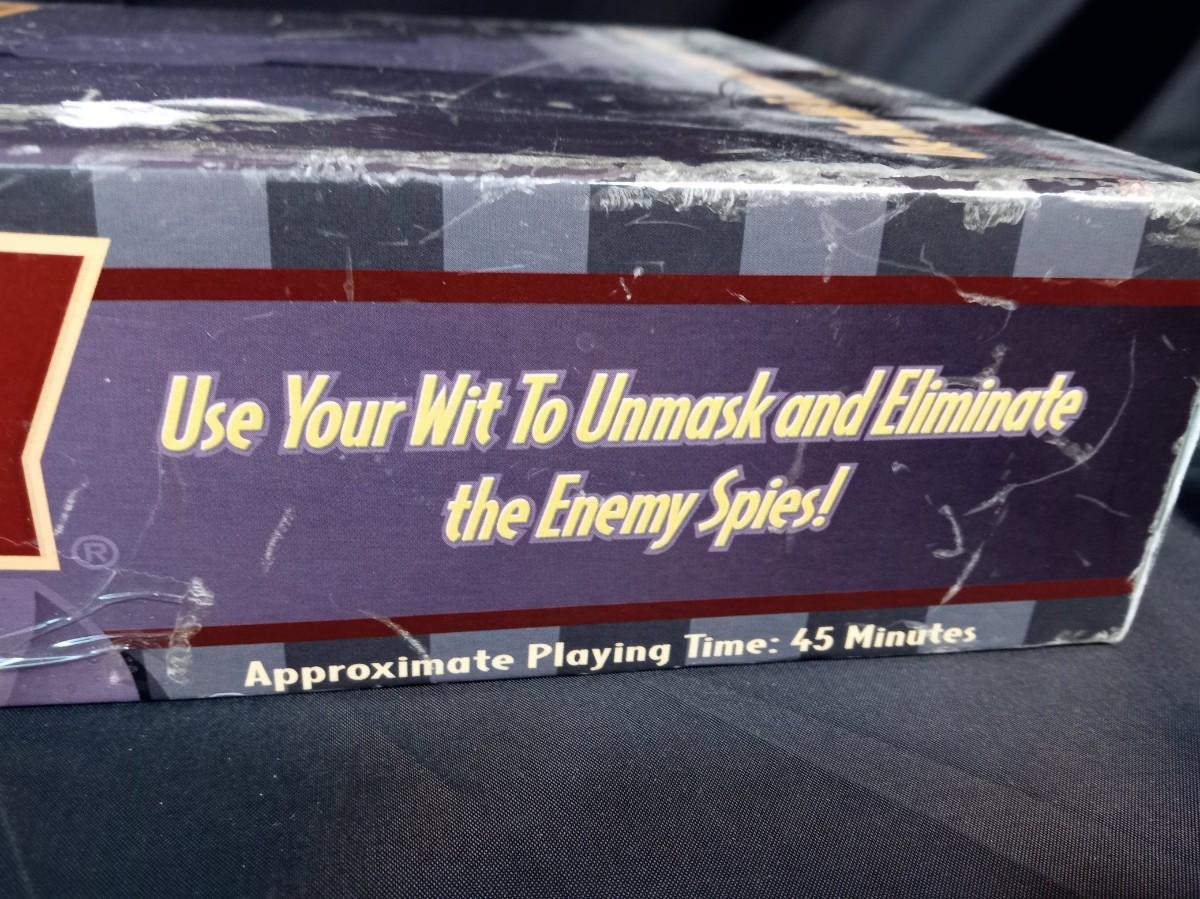 Use Your Wit To Unmask and Eliminate
the Enemy Spies!
®
Approximate Playing Time: 45 Minutes